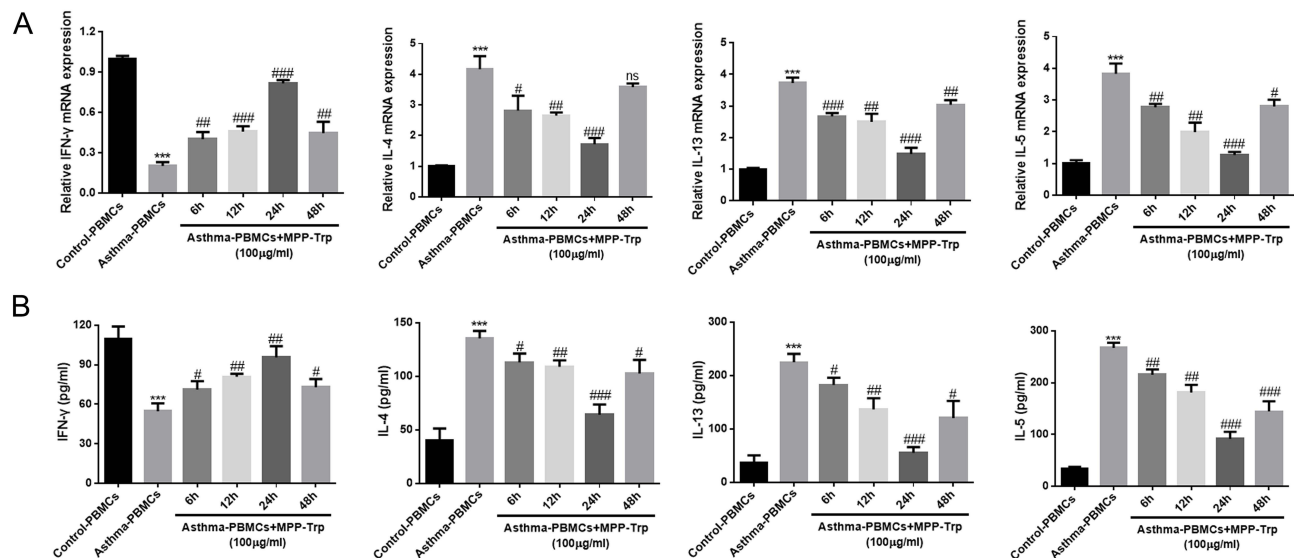 A
Relative IFN-γ mRNA expression
1.2
0.9
0.6
0.3
0.0
***
##
###
###
##
Control-PBMCs
Asthma-PBMCs
6h
12h
24h
48h
Asthma-PBMCs+MPP-Trp
(100μg/ml)
Relative IL-4 mRNA expression
5
4
3
2
1
0
***
#
##
###
ns
Control-PBMCs
Asthma-PBMCs
6h
12h
24h
48h
Asthma-PBMCs+MPP-Trp
(100μg/ml)
Relative IL-13 mRNA expression
5
4
3
2
1
0
***
###
##
###
##
Control-PBMCs
Asthma-PBMCs
6h
12h
24h
48h
Asthma-PBMCs+MPP-Trp
(100μg/ml)
Relative IL-5 mRNA expression
5
4
3
2
1
0
***
##
##
###
#
Control-PBMCs
Asthma-PBMCs
6h
12h
24h
48h
Asthma-PBMCs+MPP-Trp
(100μg/ml)
B
IFN-γ (pg/ml)
120
90
60
30
0
***
#
##
##
#
Control-PBMCs
Asthma-PBMCs
6h
12h
24h
48h
Asthma-PBMCs+MPP-Trp
(100μg/ml)
IL-4 (pg/ml)
150
100
50
0
***
#
##
###
#
Control-PBMCs
Asthma-PBMCs
6h
12h
24h
48h
Asthma-PBMCs+MPP-Trp
(100μg/ml)
IL-13 (pg/ml)
300
200
100
0
***
#
##
###
#
Control-PBMCs
Asthma-PBMCs
6h
12h
24h
48h
Asthma-PBMCs+MPP-Trp
(100μg/ml)
IL-5 (pg/ml)
300
200
100
0
***
##
##
###
###
Control-PBMCs
Asthma-PBMCs
6h
12h
24h
48h
Asthma-PBMCs+MPP-Trp
(100μg/ml)